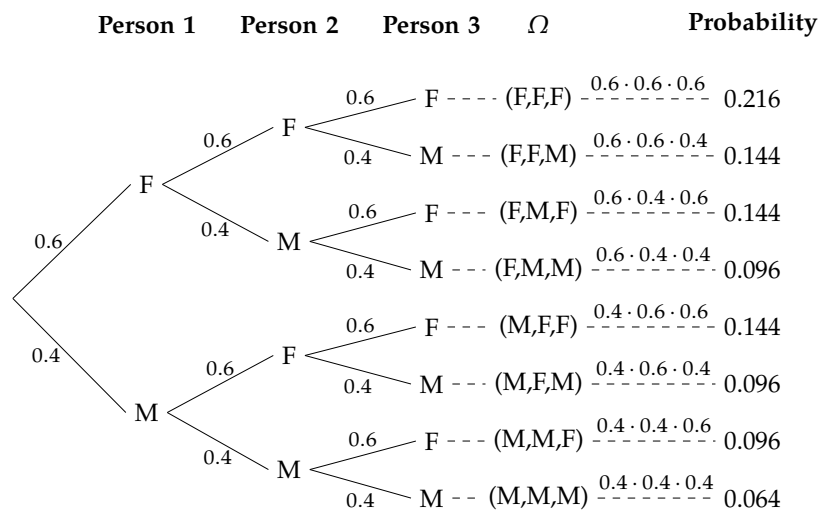 Person 1 Person 2 Person 3 Ω Probability
0.6 F (F,F,F) 0.6 · 0.6 · 0.6 0.216
0.6 F
0.4 M (F,F,M) 0.6 · 0.6 · 0.4 0.144
F
0.6 F (F,M,F) 0.6 · 0.4 · 0.6 0.144
0.6 0.4 M
0.4 M (F,M,M) 0.6 · 0.4 · 0.4 0.096
0.6 F (M,F,F) 0.4 · 0.6 · 0.6 0.144
0.4 0.6 F
0.4 M (M,F,M) 0.4 · 0.6 · 0.4 0.096
M
0.6 F (M,M,F) 0.4 · 0.4 · 0.6 0.096
0.4 M
0.4 M (M,M,M) 0.4 · 0.4 · 0.4 0.064